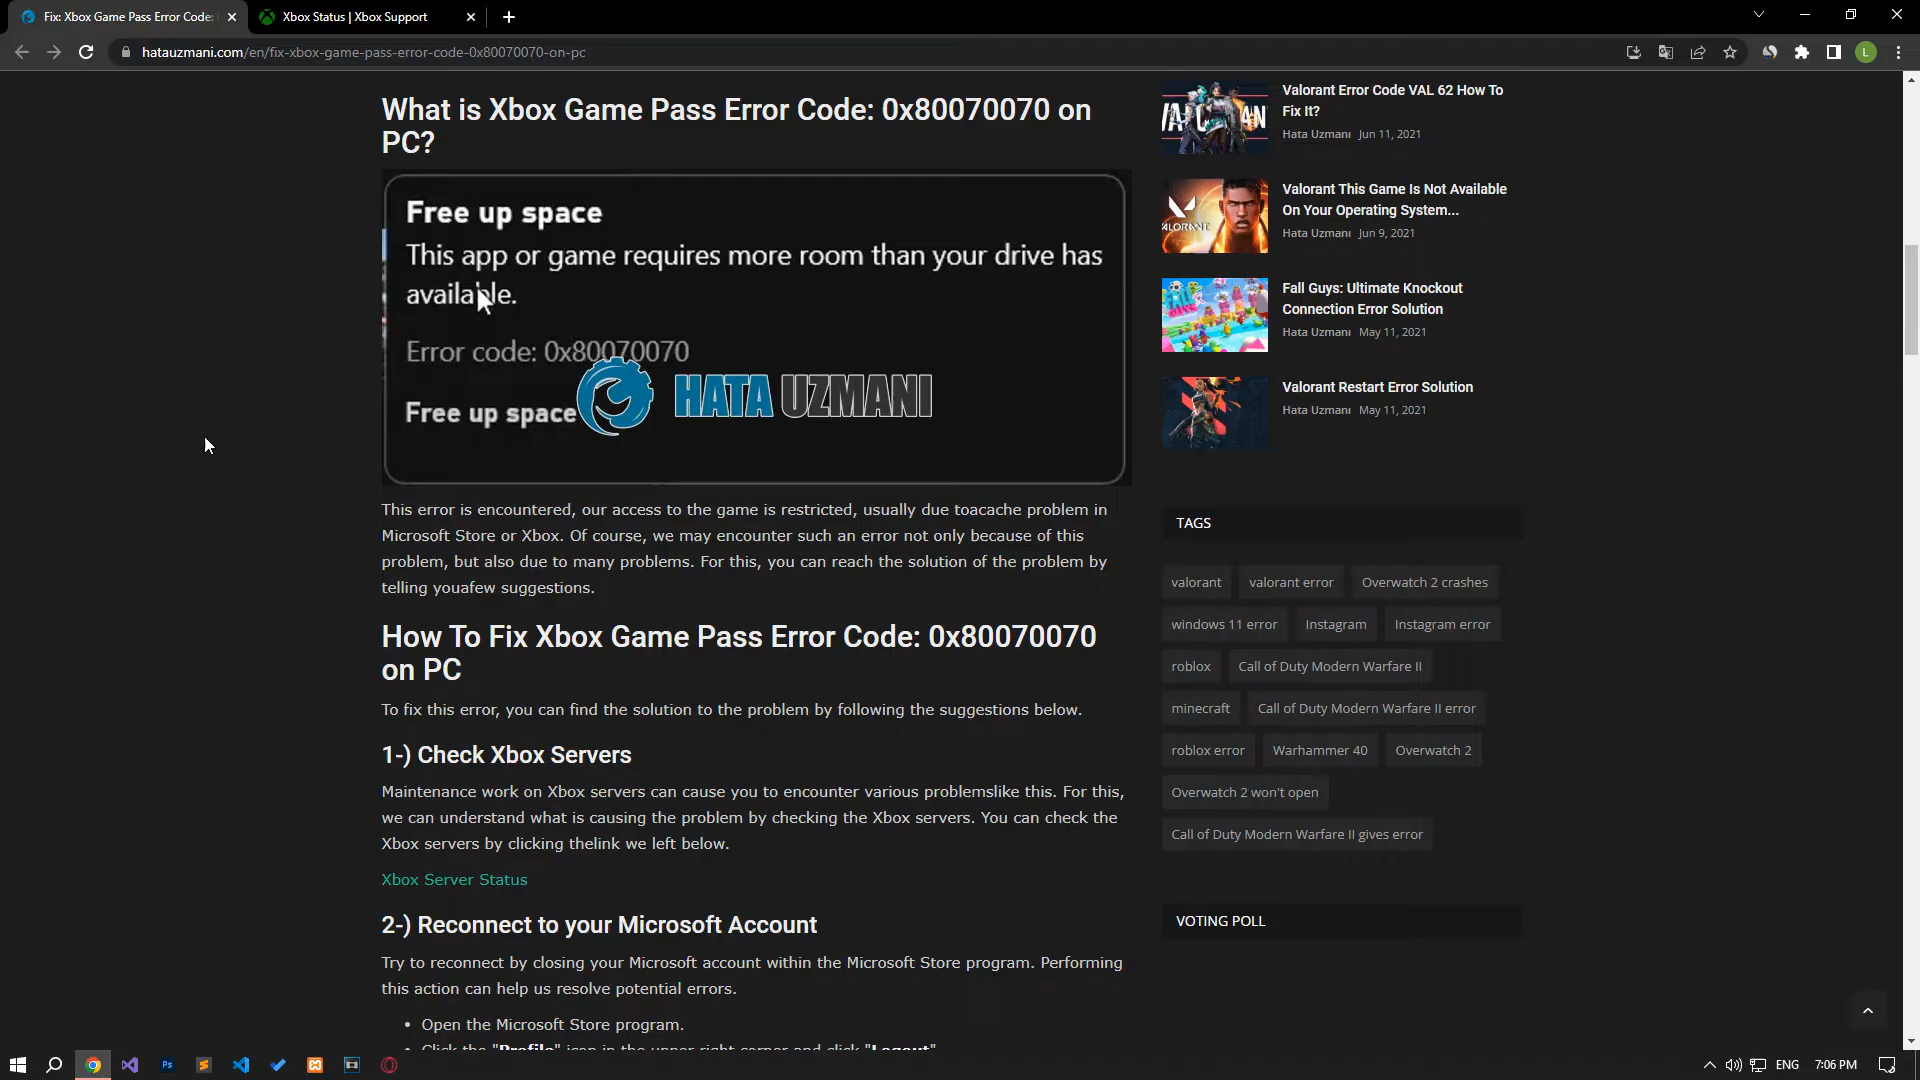 Fix: Xbox Game Pass Error Code:
Xbox Status | Xbox Support
hatauzmani.com/en/fix-xbox-game-pass-error-code-0x80070070-on-pc
L
What is Xbox Game Pass Error Code: 0x80070070 on
PC?
Free up space
This app or game requires more room than your drive has
available.
Error code: 0x80070070
Free up space
HATA UZMANI
This error is encountered, our access to the game is restricted, usually due toacache problem in
Microsoft Store or Xbox. Of course, we may encounter such an error not only because of this
problem, but also due to many problems. For this, you can reach the solution of the problem by
telling youafew suggestions.
How To Fix Xbox Game Pass Error Code: 0x80070070
on PC
To fix this error, you can find the solution to the problem by following the suggestions below.
1-) Check Xbox Servers
Maintenance work on Xbox servers can cause you to encounter various problemslike this. For this,
we can understand what is causing the problem by checking the Xbox servers. You can check the
Xbox servers by clicking thelink we left below.
Xbox Server Status
2-) Reconnect to your Microsoft Account
Try to reconnect by closing your Microsoft account within the Microsoft Store program. Performing
this action can help us resolve potential errors.
• Open the Microsoft Store program.
• Click the "Profile" icon in the upper right corner and click "Logout"
Valorant Error Code VAL 62 How To
Fix It?
Hata Uzmanı Jun 11, 2021
VALORANT
Valorant This Game Is Not Available
On Your Operating System...
Hata Uzmanı Jun 9, 2021
Fall Guys: Ultimate Knockout
Connection Error Solution
Hata Uzmanı May 11, 2021
Valorant Restart Error Solution
Hata Uzmanı May 11, 2021
TAGS
valorant
valorant error
Overwatch 2 crashes
windows 11 error
Instagram
Instagram error
roblox
Call of Duty Modern Warfare II
minecraft
Call of Duty Modern Warfare II error
roblox error
Warhammer 40
Overwatch 2
Overwatch 2 won't open
Call of Duty Modern Warfare II gives error
VOTING POLL
Ps
ENG
7:06 PM